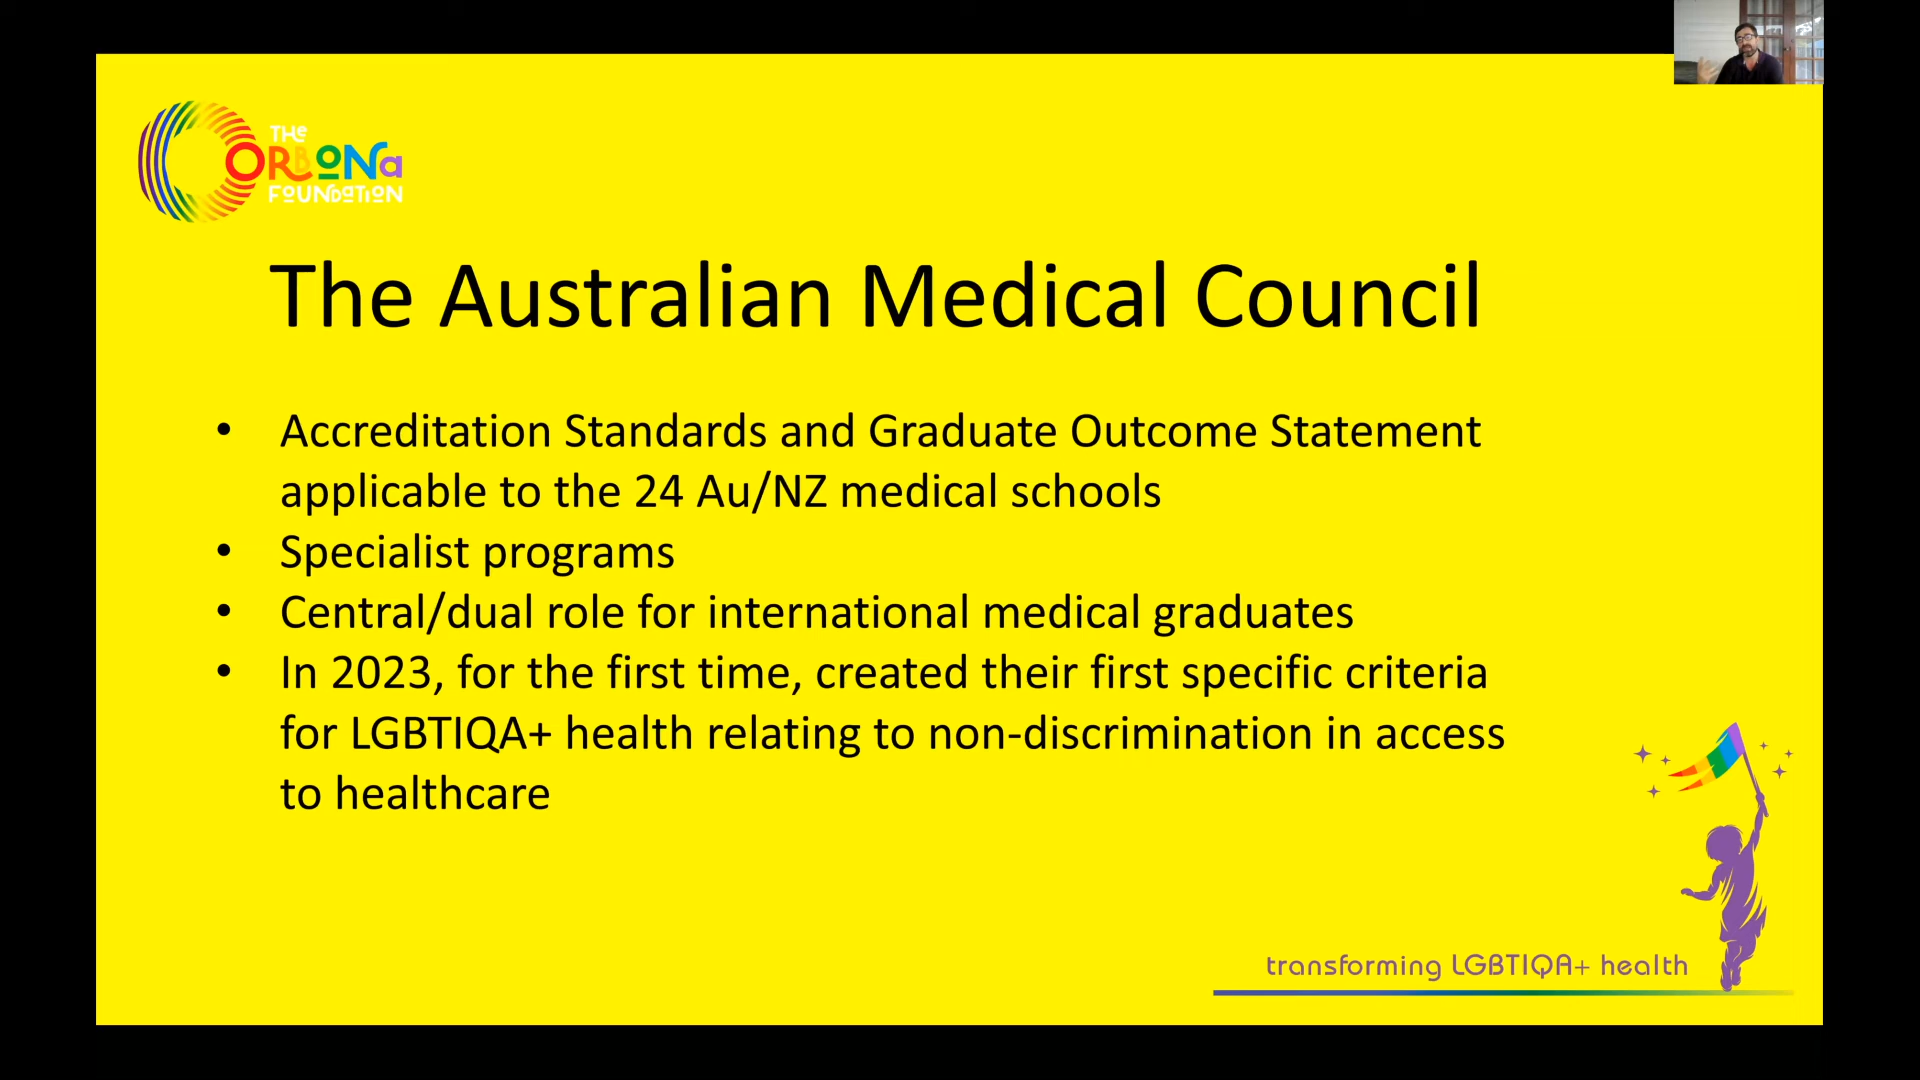 THe
ORBONa
FOUNDaTION
The Australian Medical Council
• Accreditation Standards and Graduate Outcome Statement
applicable to the 24 Au/NZ medical schools
• Specialist programs
• Central/dual role for international medical graduates
• In 2023, for the first time, created their first specific criteria
for LGBTIQA+ health relating to non-discrimination in access
to healthcare
transforming LGBTIQA+ health